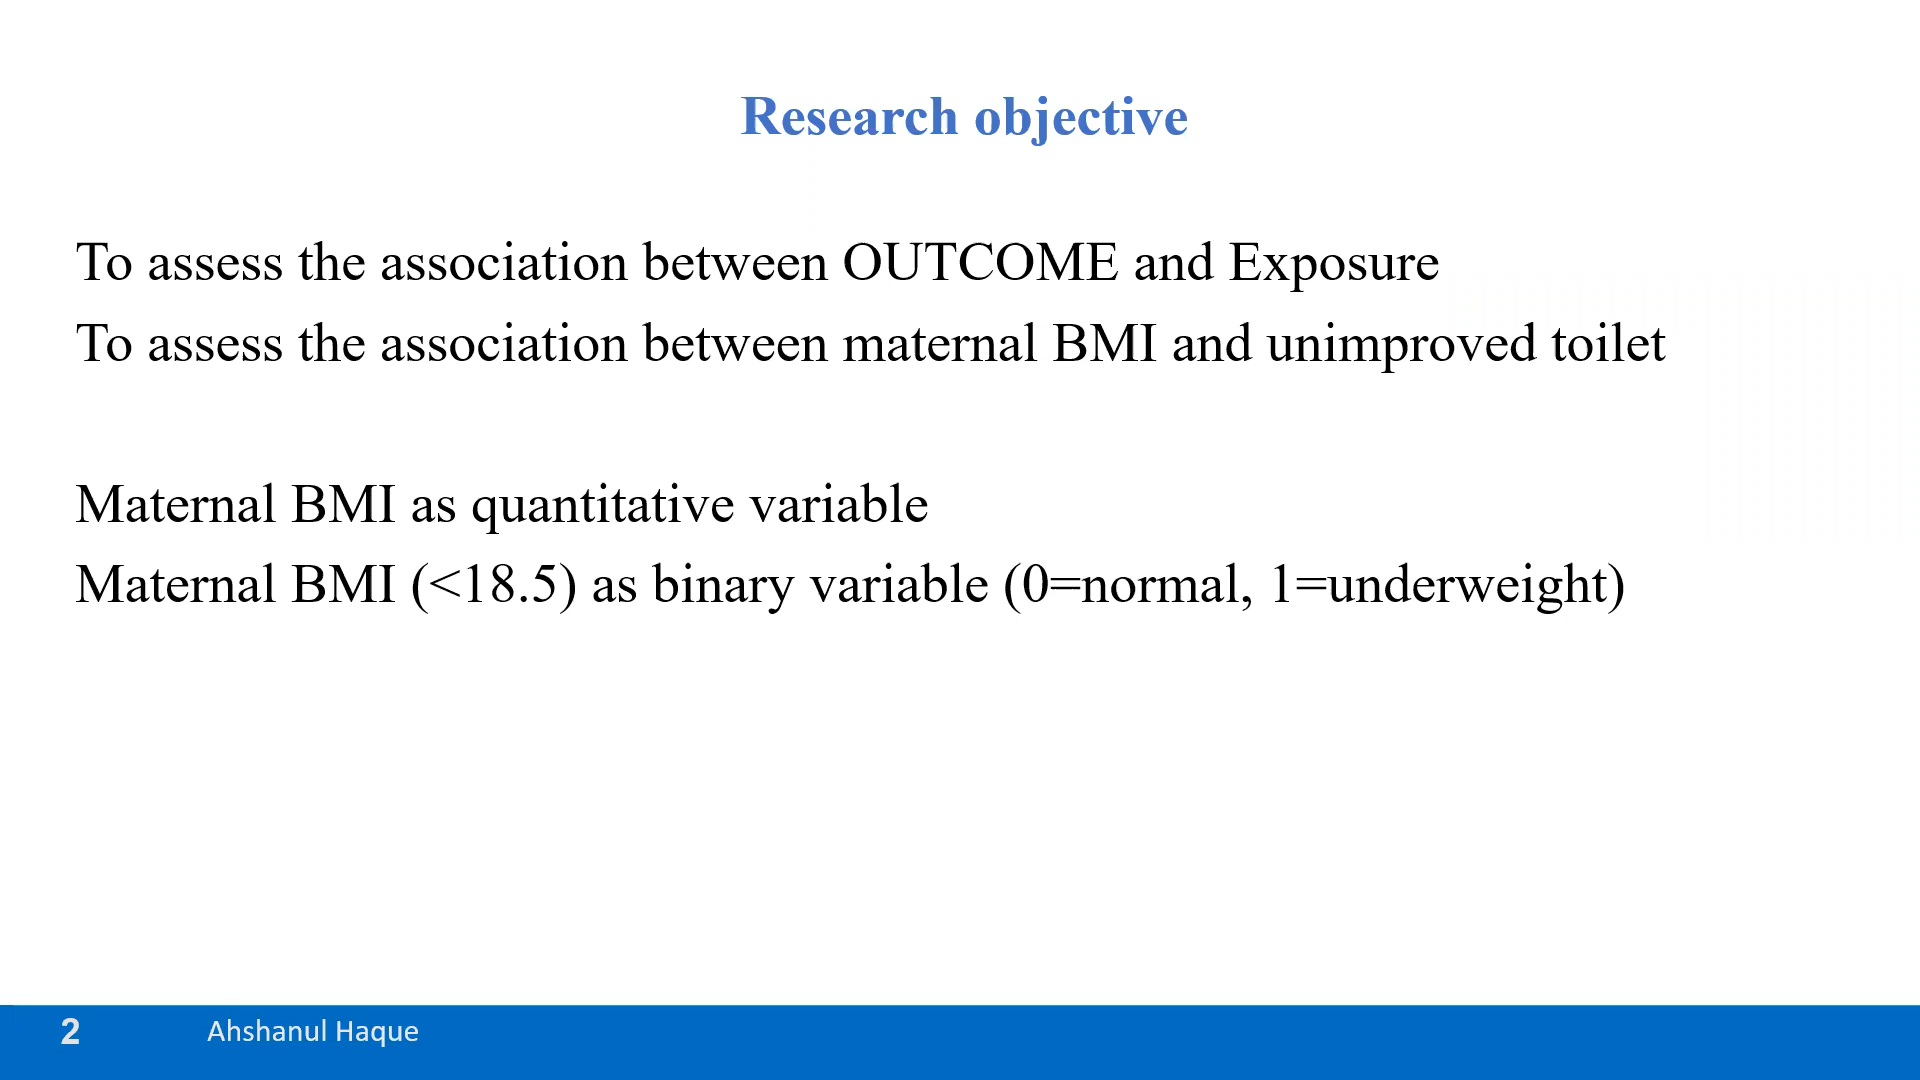 Research objective
To assess the association between OUTCOME and Exposure
To assess the association between maternal BMI and unimproved toilet
Maternal BMI as quantitative variable
Maternal BMI (<18.5) as binary variable (0=normal, 1=underweight)
2 Ahshanul Haque